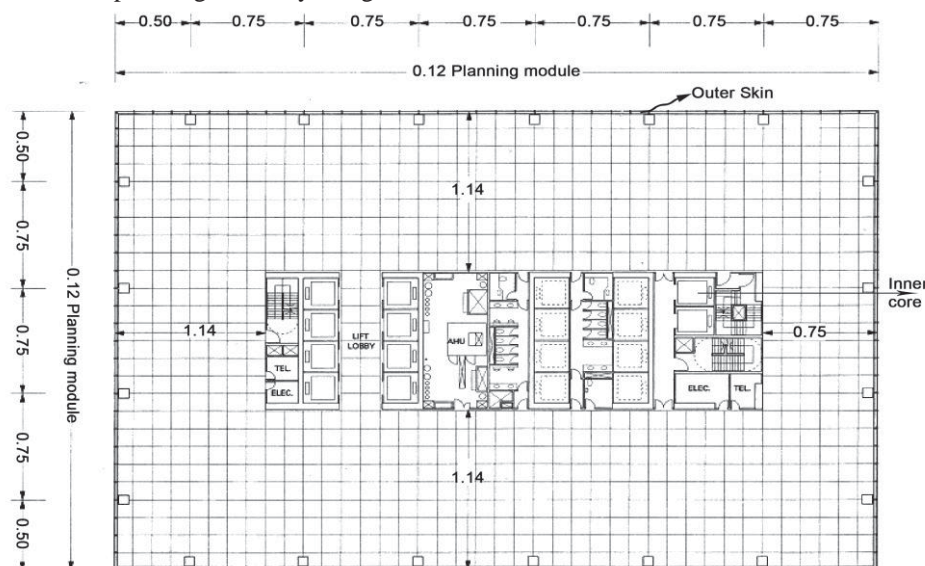 0.50 0.75 0.75 0.75 0.75 0.75 0.75
0.12 Planning module
Outer Skin
0.50
0.75
0.75
0.75
0.50
0.12 Planning module
1.14
Inner
core
1.14
LIFT
LOBBY
AHU
0.75
TEL.
ELEC.
ELEC. TEL.
1.14